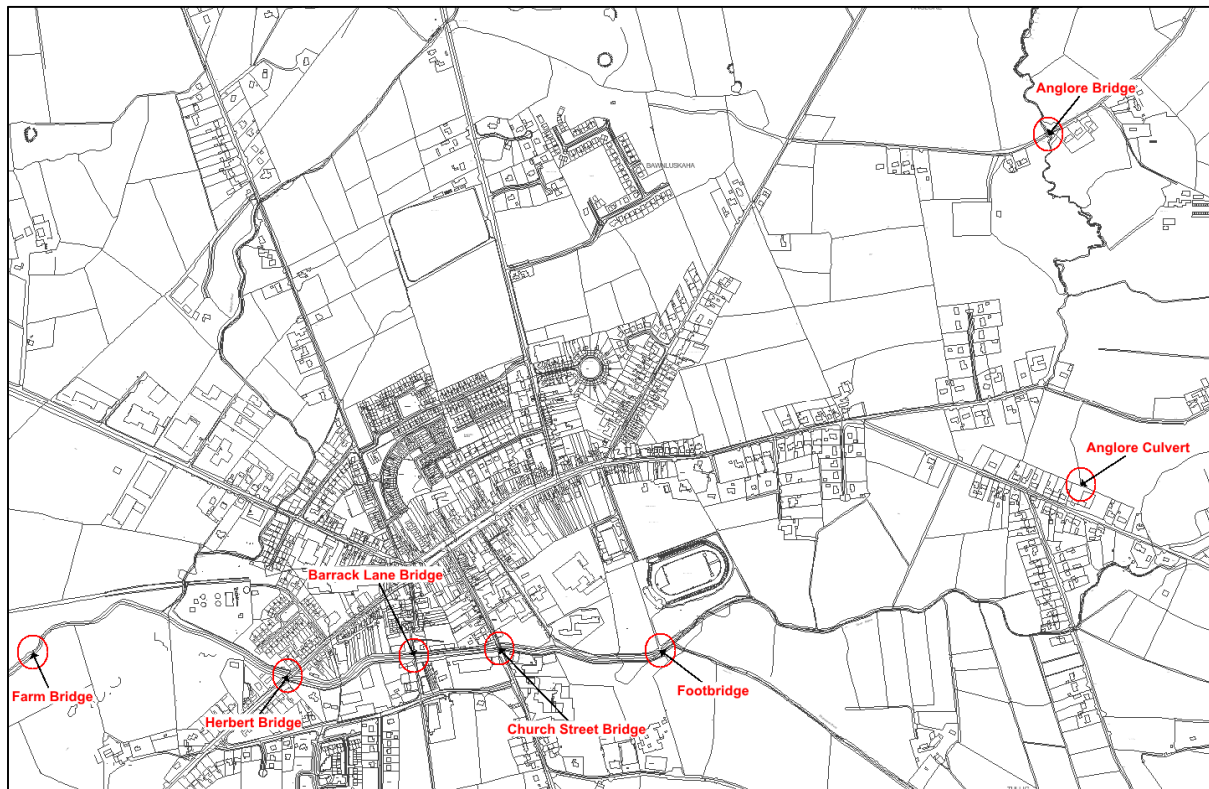 Anglore Bridge
BAWNLUSKAHA
Anglore Culvert
Barrack Lane Bridge
Farm Bridge
Herbert Bridge
Church Street Bridge
Footbridge